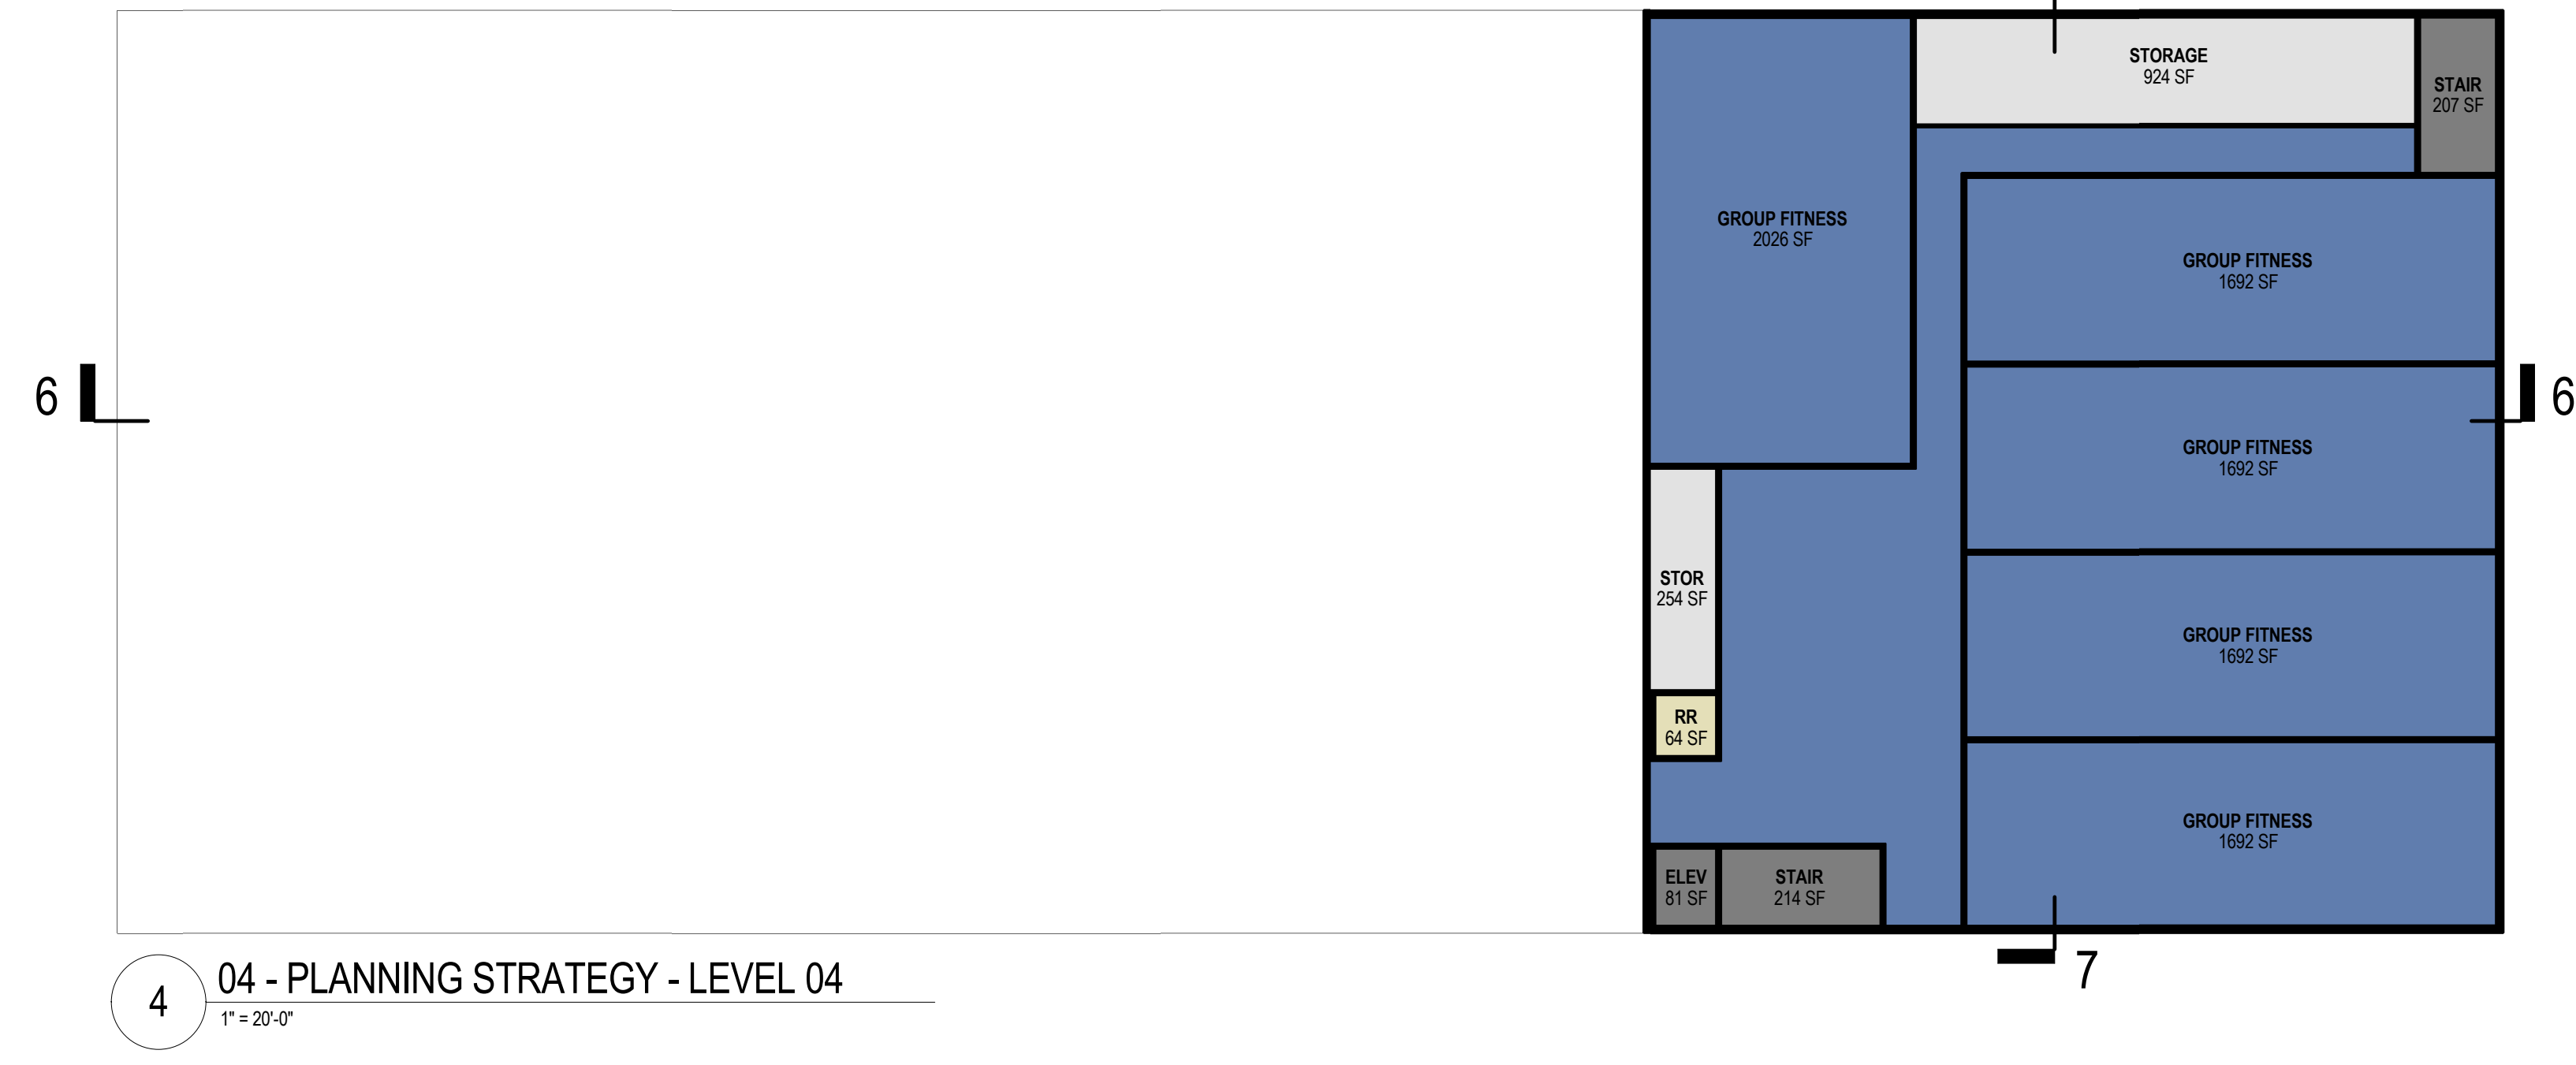 STORAGE
924 SF
STAIR
207 SF
GROUP FITNESS
2026 SF
GROUP FITNESS
1692 SF
6
6
GROUP FITNESS
1692 SF
STOR
254 SF
GROUP FITNESS
1692 SF
RR
64 SF
GROUP FITNESS
1692 SF
ELEV
81 SF
STAIR
214 SF
7
4
04 - PLANNING STRATEGY - LEVEL 04
1" = 20'-0"